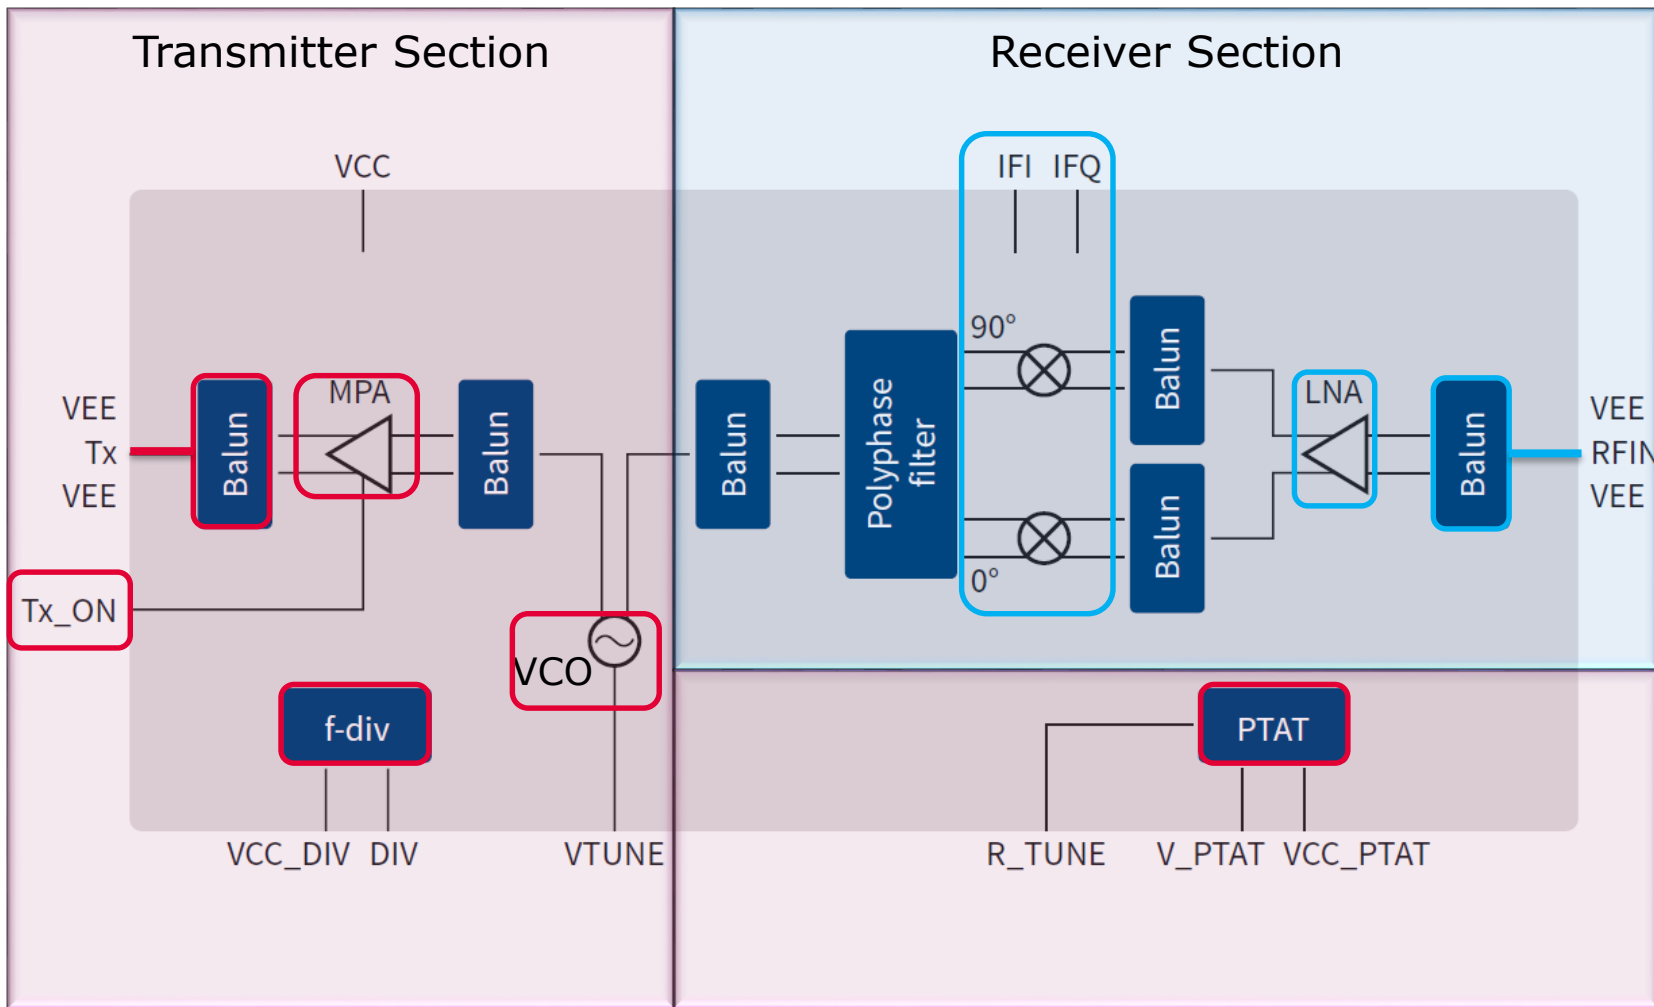 Transmitter Section
Receiver Section
VCC
IFI IFQ
90°
MPA
LNA
VEE
Tx
VEE
Balun
Balun
Balun
Polyphase
filter
Balun
Balun
Balun
VEE
RFIN
VEE
0°
Tx_ON
VCO
f-div
PTAT
VCC_DIV DIV
VTUNE
R_TUNE
V_PTAT VCC_PTAT